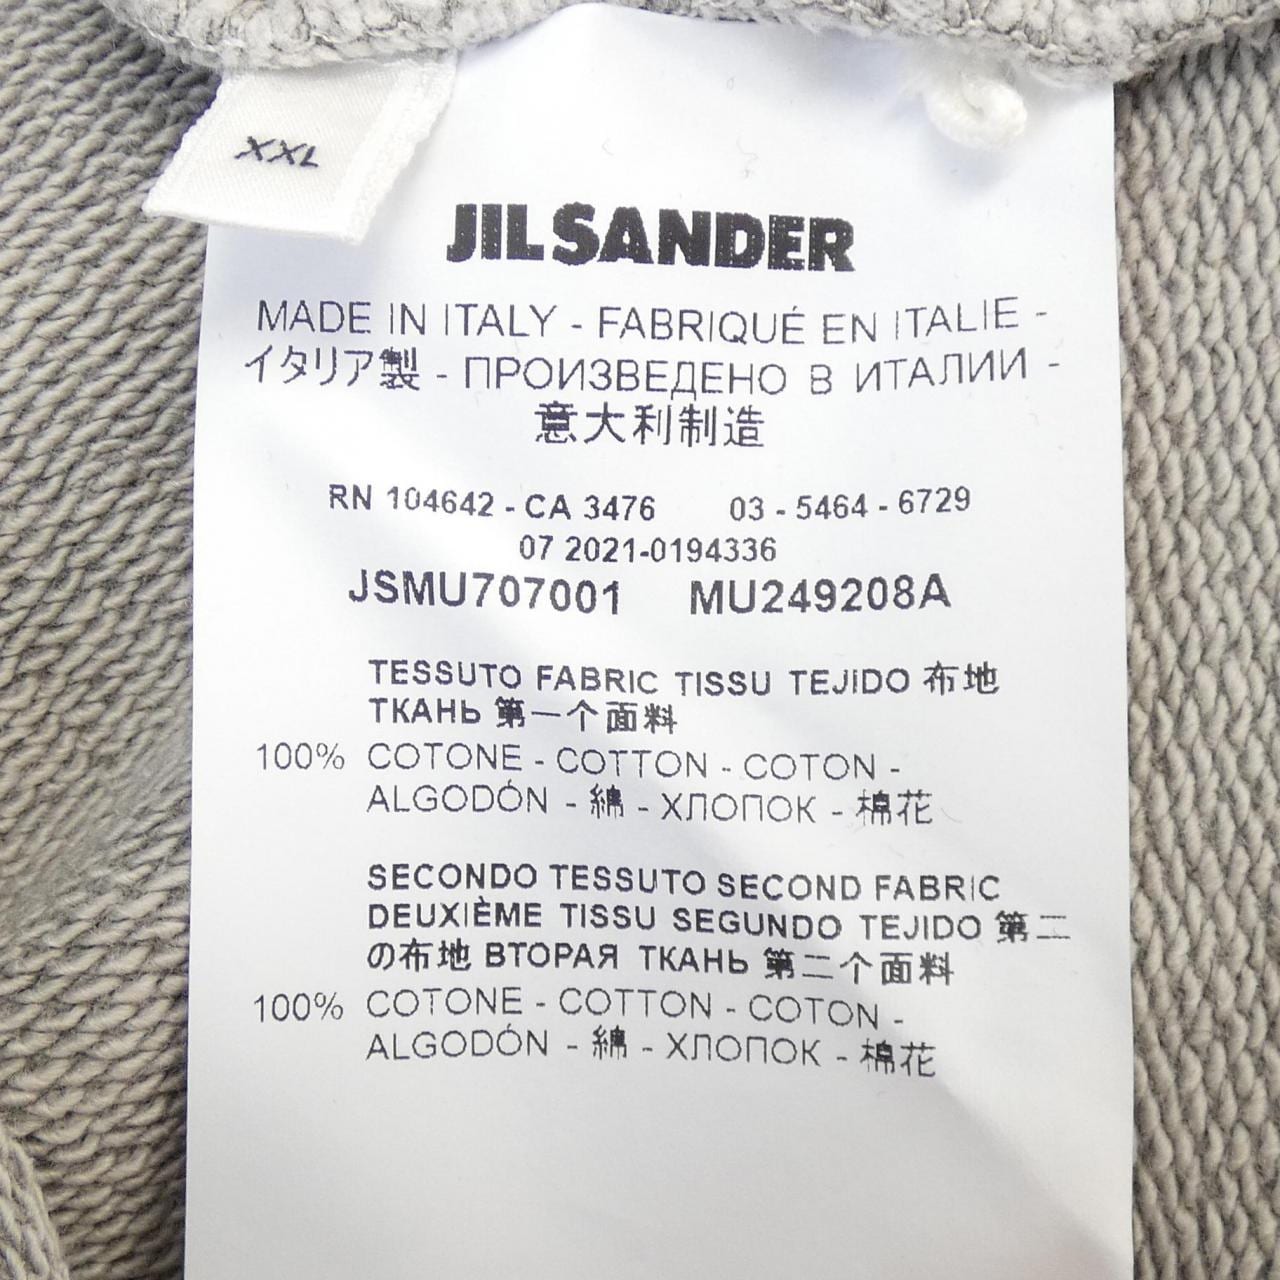 XXL
JIL SANDER
MADE IN ITALY - FABRIQUÉ EN ITALIE -
イタリア製 - ПРОИЗВЕДЕНО В ИТАЛИИ -
意大利制造
RN 104642 - CA 3476 03 - 5464 - 6729
07 2021-0194336
JSMU707001 MU249208A
TESSUTO FABRIC TISSU TEJIDO 布地
ТКАНЬ 第一个面料
100% COTONE - COTTON - COTON -
ALGODÓN - 綿 - ХЛОПОК - 棉花
SECONDO TESSUTO SECOND FABRIC
DEUXIÈME TISSU SEGUNDO TEJIDO 第二
の布地 ВТОРАЯ ТКАНЬ 第二个面料
100% COTONE - COTTON - COTON -
ALGODÓN - 綿 - ХЛОПОК - 棉花